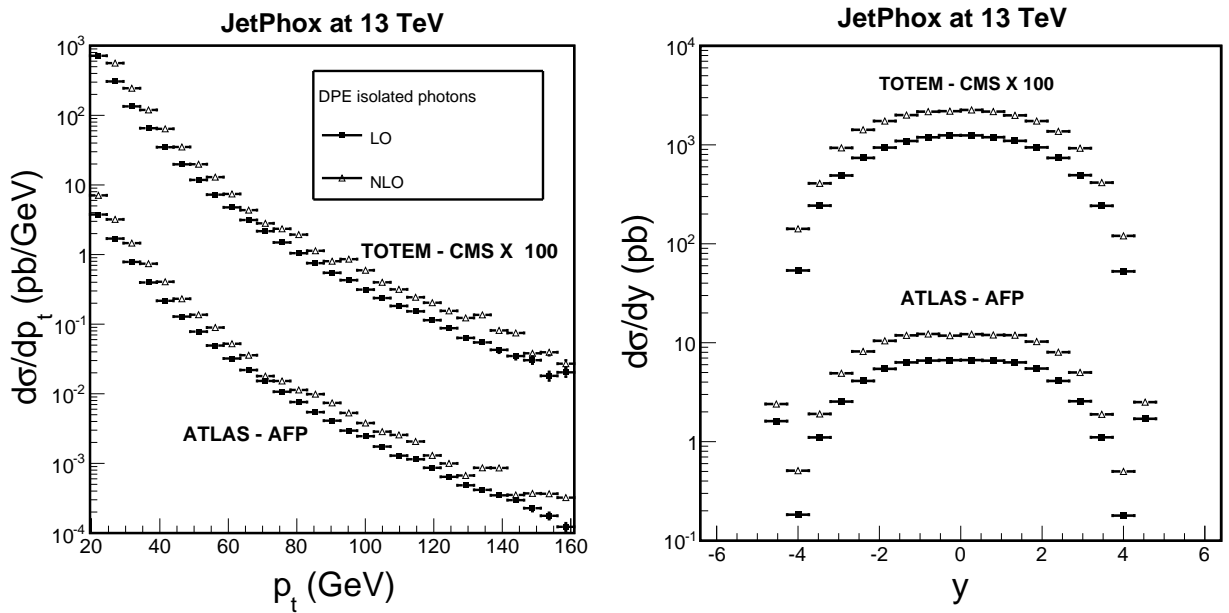 JetPhox at 13 TeV
dσ/dp_t (pb/GeV)
10^3
10^2
10
1
10^-1
10^-2
10^-3
10^-4
DPE isolated photons
LO
NLO
TOTEM - CMS X 100
ATLAS - AFP
20 40 60 80 100 120 140 160
p_t (GeV)
JetPhox at 13 TeV
dσ/dy (pb)
10^4
10^3
10^2
10
1
10^-1
TOTEM - CMS X 100
ATLAS - AFP
-6 -4 -2 0 2 4 6
y